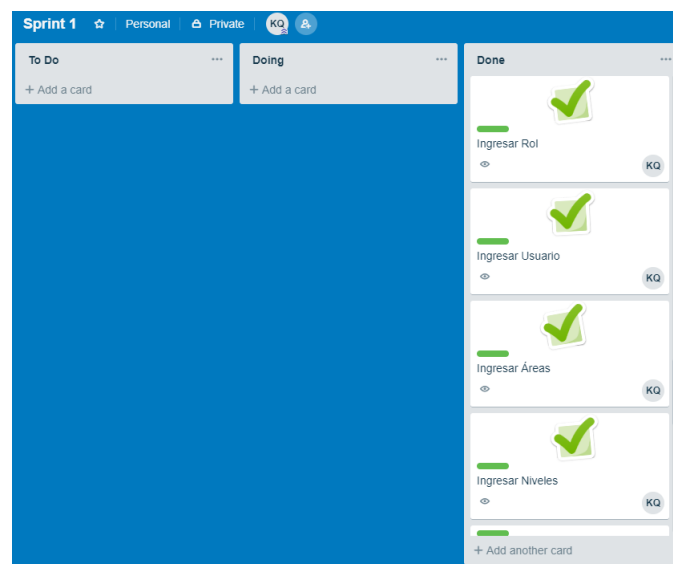 Sprint 1 Personal Private KQ
To Do
+ Add a card
Doing
+ Add a card
Done
Ingresar Rol
KQ
Ingresar Usuario
KQ
Ingresar Áreas
KQ
Ingresar Niveles
KQ
+ Add another card